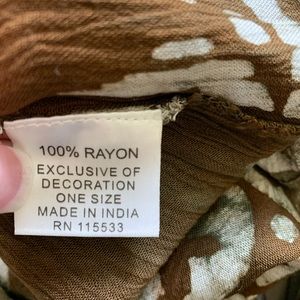 100% RAYON
EXCLUSIVE OF
DECORATION
ONE SIZE
MADE IN INDIA
RN 115533